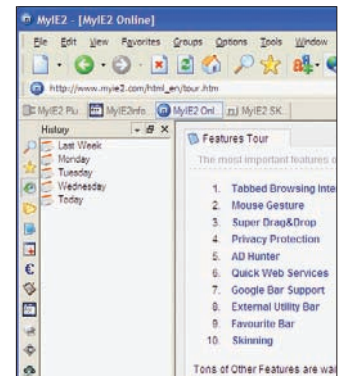 MyIE2 - [MyIE2 Online]
File Edit View Favorites Groups Options Tools Window
http://www.myie2.com/html_en/tour.htm
MyIE2 Plu MyIE2Info MyIE2 Onl. MyIE2 SK.
History
Last Week
Monday
Tuesday
Wednesday
Today
Features Tour
The most important features o
1. Tabbed Browsing Inte
2. Mouse Gesture
3. Super Drag&Drop
4. Privacy Protection
5. AD Hunter
6. Quick Web Services
7. Google Bar Support
8. External Utility Bar
9. Favourite Bar
10. Skinning
Tons of Other Features are wai